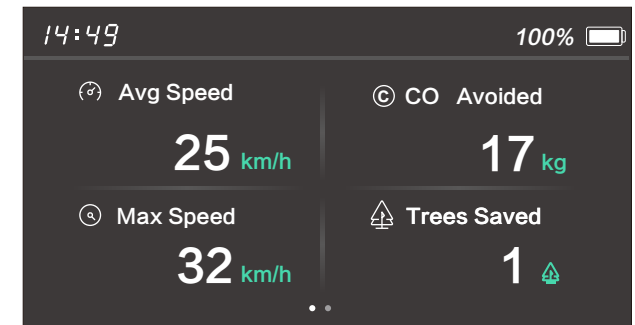 14:49 100%
Avg Speed
25 km/h
© CO Avoided
17 kg
Max Speed
32 km/h
Trees Saved
1